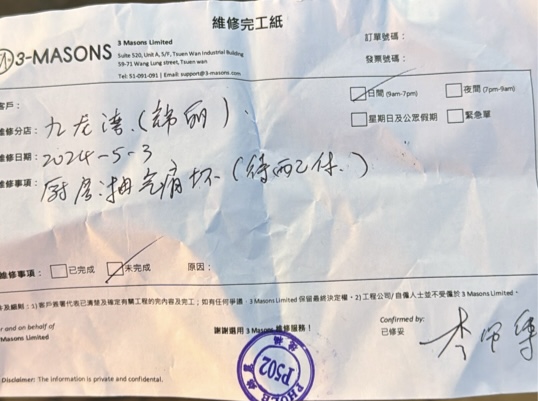 維修完工紙
3-MASONS
3 Masons Limited
Suite 520, Unit A, 5/F, Tsuen Wan Industrial Building
59-71 Wang Lung street, Tsuen wan
Tel: 51-091-091 | Email: support@3-masons.com
訂單號碼：
發票號碼：
日間 (9am-7pm)
夜間 (7pm-9am)
星期日及公眾假期
緊急單
客戶：
維修分店： 九龙湾
維修日期： 2024-5-3
維修事項： 厨房抽气扇坏 (待配件)
維修事項： 已完成 未完成 原因：
1) 客戶簽署代表已清楚及確定有關工程的完內容及完工；如有任何爭議，3 Masons Limited 保留最終決定權。2) 工程公司/自僱人士並不受僱於 3 Masons Limited。
r and on behalf of
Masons Limited
謝謝選用 3 Masons 維修服務！
Confirmed by:
已修妥
P502
Disclaimer: The information is private and confidential.